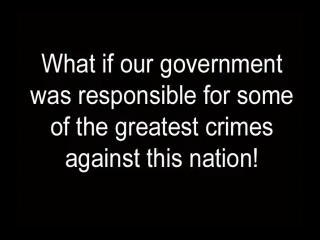 What if our government
was responsible for some
of the greatest crimes
against this nation!